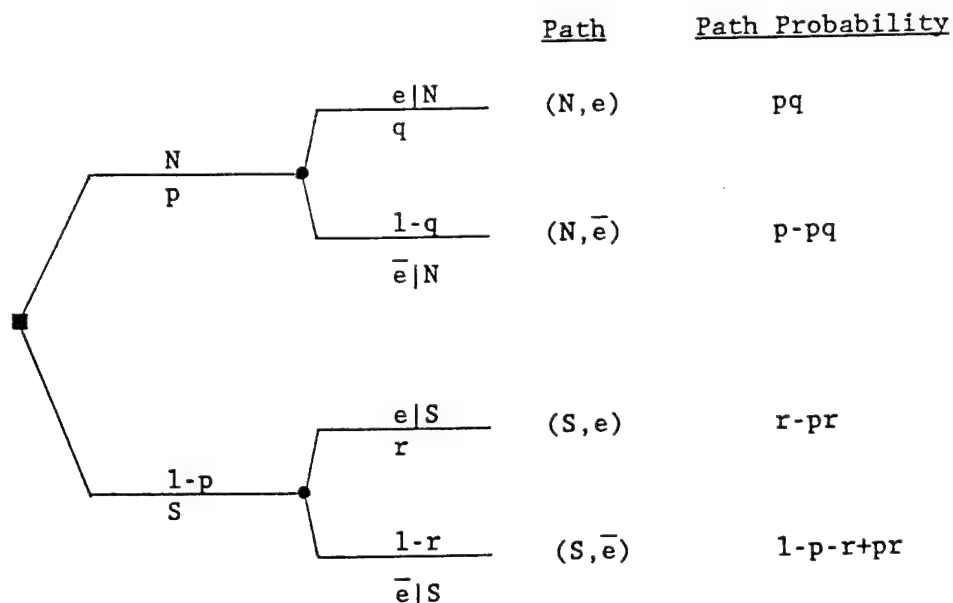 Path Path Probability
e|N (N,e) pq
q
N
p
1-q (N,e̅) p-pq
e̅|N
e|S (S,e) r-pr
r
1-p
S
1-r (S,e̅) 1-p-r+pr
e̅|S